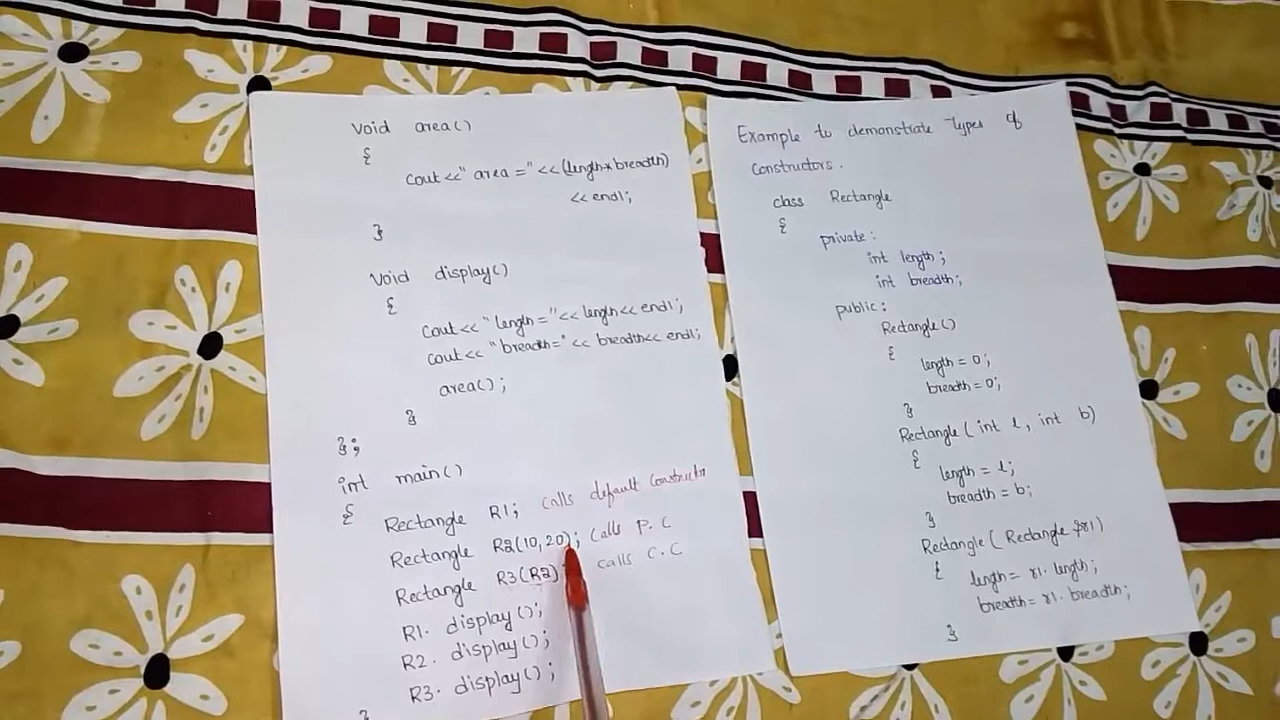 Void area()
{
cout<<"area ="<<(length*breadth)
<< endl;
}
Void display()
{
cout<<"length="<<length<<endl;
cout<<"breadth="<<breadth<<endl;
area();
}
};
int main()
{
Rectangle R1; calls default constructr
Rectangle R2(10,20); calls P.C
Rectangle R3(R2) calls C.C
R1. display();
R2. display();
R3. display();
}
Example to demonstrate Types of
constructors.
class Rectangle
{
private:
int length;
int breadth;
public:
Rectangle()
{
length = 0;
breadth = 0;
}
Rectangle(int l, int b)
{
length = l;
breadth = b;
}
Rectangle(Rectangle &r1)
{
length = r1. length;
breadth = r1. breadth;
}